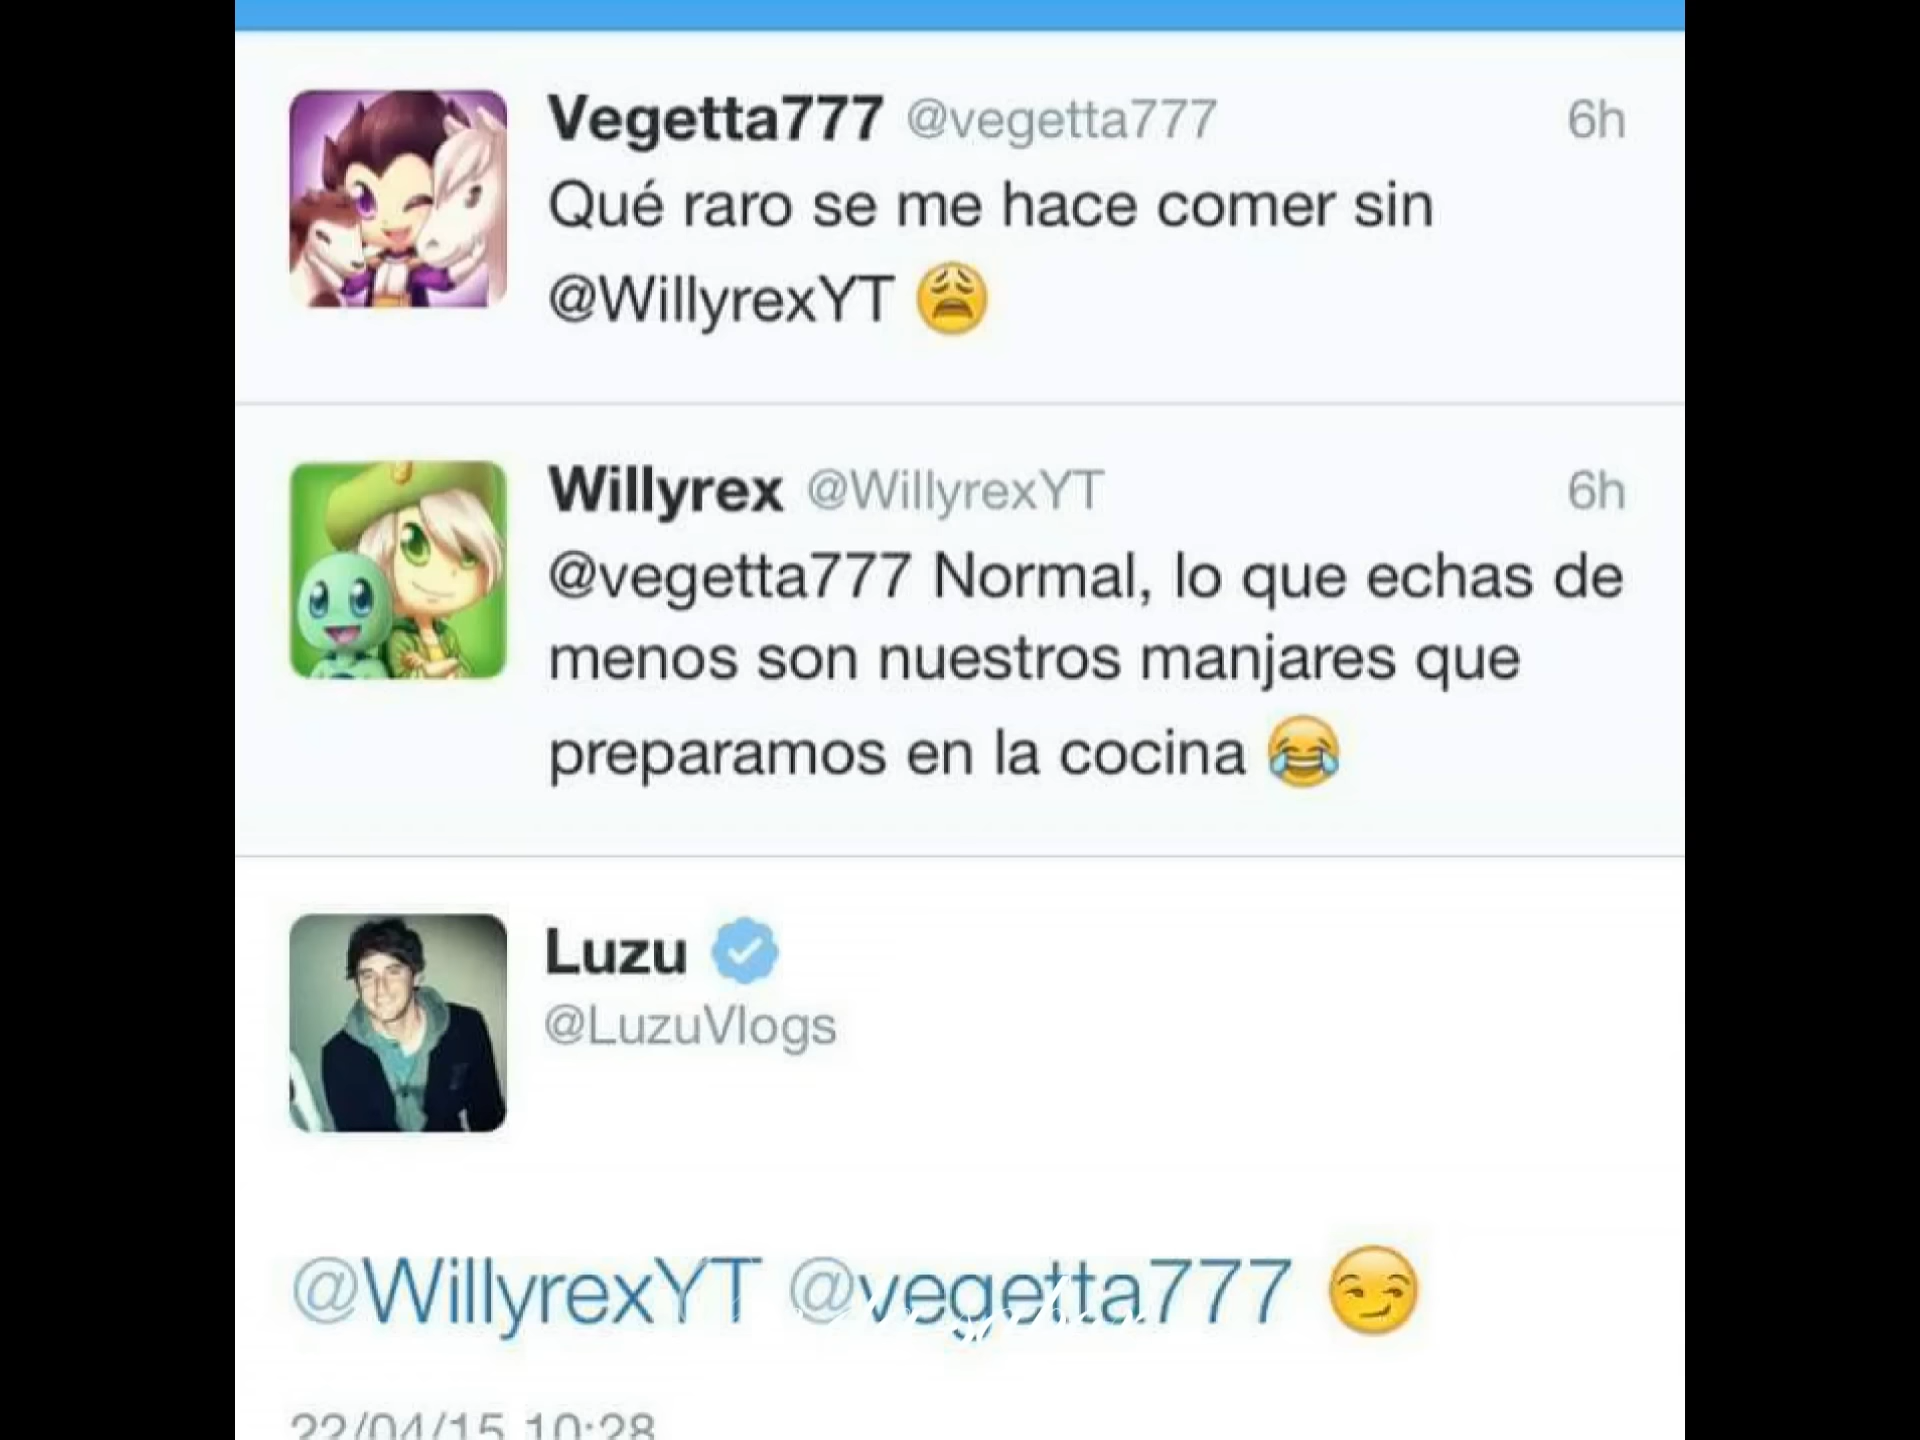 Vegetta777 @vegetta777 6h
Qué raro se me hace comer sin
@WillyrexYT 😩
Willyrex @WillyrexYT 6h
@vegetta777 Normal, lo que echas de
menos son nuestros manjares que
preparamos en la cocina 😂
Luzu
@LuzuVlogs
@WillyrexYT @vegetta777 😏
22/04/15 10:28